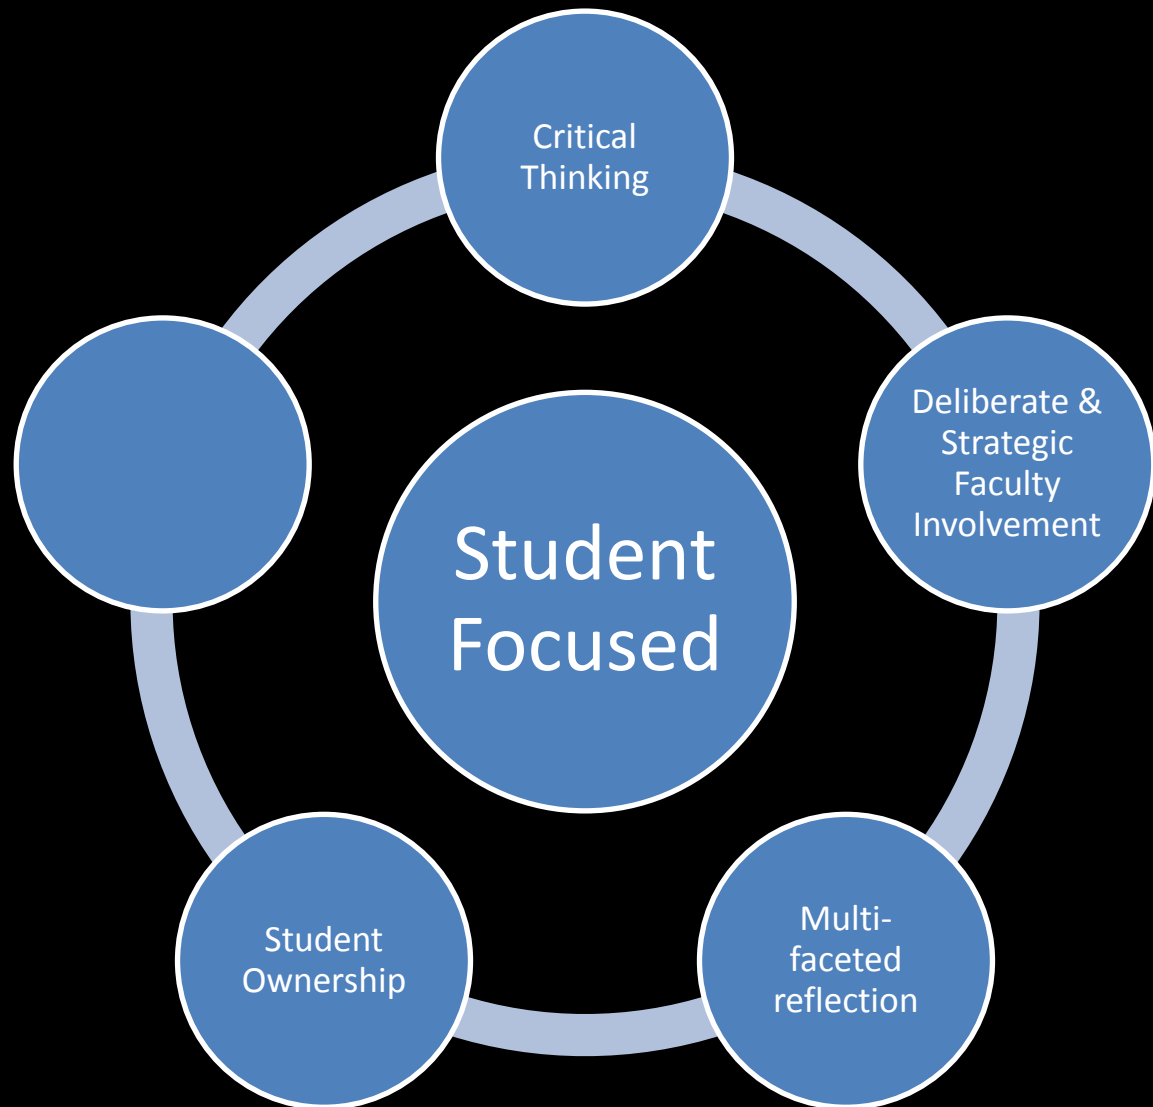 Critical
Thinking
Deliberate &
Strategic
Faculty
Involvement
Student
Focused
Multi-
faceted
reflection
Student
Ownership